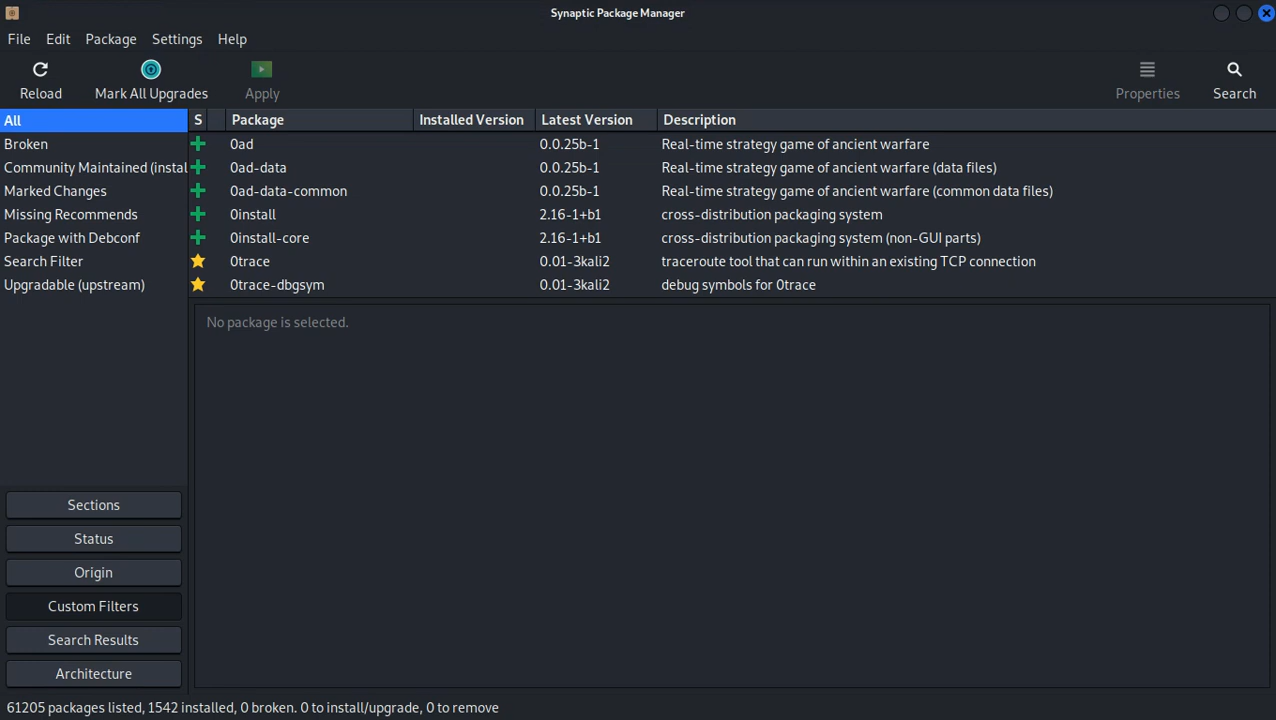 Synaptic Package Manager
File Edit Package Settings Help
Reload Mark All Upgrades Apply Properties Search
All
Broken
Community Maintained (instal
Marked Changes
Missing Recommends
Package with Debconf
Search Filter
Upgradable (upstream)
S Package Installed Version Latest Version Description
0ad 0.0.25b-1 Real-time strategy game of ancient warfare
0ad-data 0.0.25b-1 Real-time strategy game of ancient warfare (data files)
0ad-data-common 0.0.25b-1 Real-time strategy game of ancient warfare (common data files)
0install 2.16-1+b1 cross-distribution packaging system
0install-core 2.16-1+b1 cross-distribution packaging system (non-GUI parts)
0trace 0.01-3kali2 traceroute tool that can run within an existing TCP connection
0trace-dbgsym 0.01-3kali2 debug symbols for 0trace
No package is selected.
Sections
Status
Origin
Custom Filters
Search Results
Architecture
61205 packages listed, 1542 installed, 0 broken. 0 to install/upgrade, 0 to remove